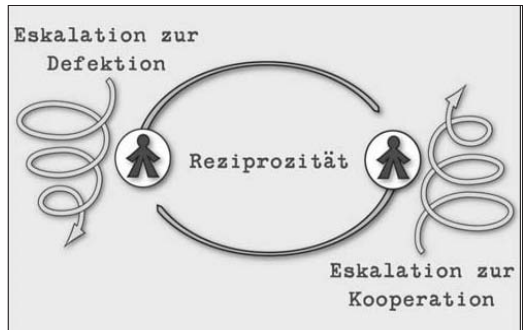 Eskalation zur
Defektion
Reziprozität
Eskalation zur
Kooperation